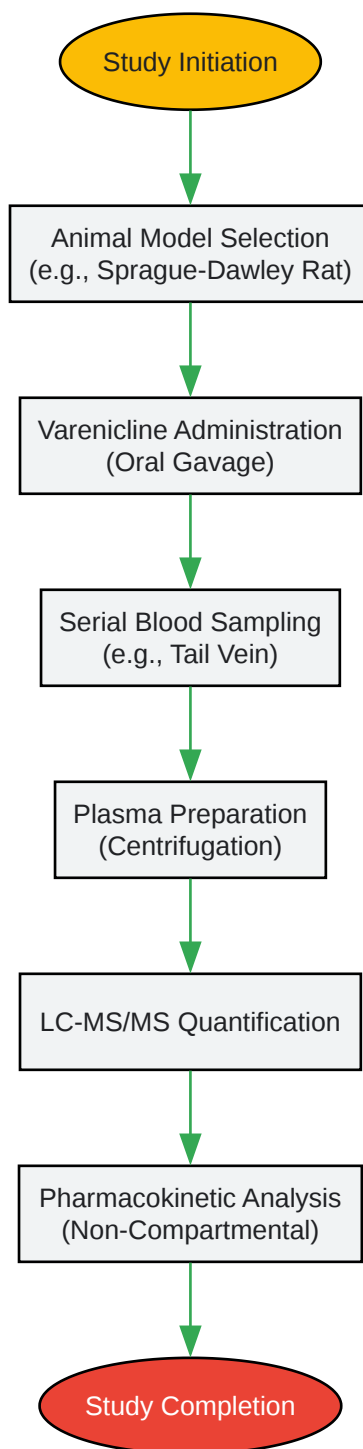 Study Initiation
Animal Model Selection
(e.g., Sprague-Dawley Rat)
Varenicline Administration
(Oral Gavage)
Serial Blood Sampling
(e.g., Tail Vein)
Plasma Preparation
(Centrifugation)
LC-MS/MS Quantification
Pharmacokinetic Analysis
(Non-Compartmental)
Study Completion